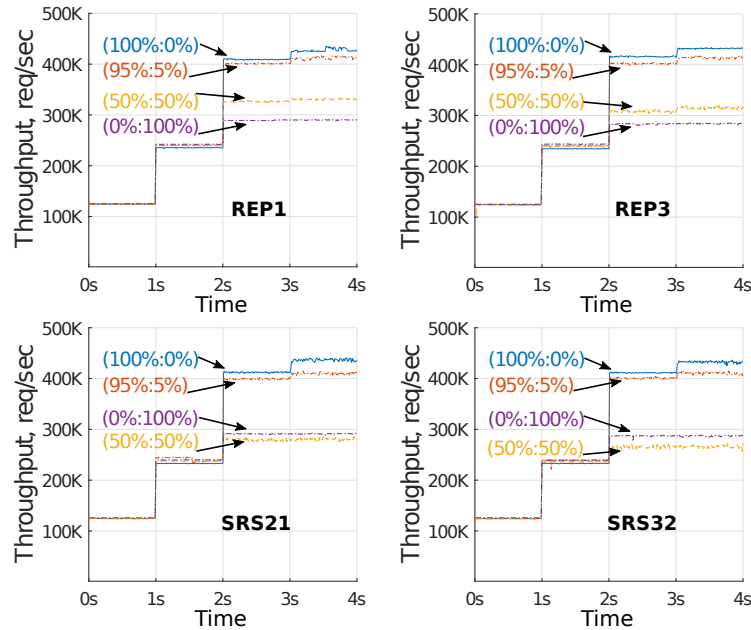 500K
400K
300K
200K
100K
Throughput, req/sec
(100%:0%)
(95%:5%)
(50%:50%)
(0%:100%)
REP1
0s 1s 2s 3s 4s
Time
500K
400K
300K
200K
100K
Throughput, req/sec
(100%:0%)
(95%:5%)
(50%:50%)
(0%:100%)
REP3
0s 1s 2s 3s 4s
Time
500K
400K
300K
200K
100K
Throughput, req/sec
(100%:0%)
(95%:5%)
(0%:100%)
(50%:50%)
SRS21
0s 1s 2s 3s 4s
Time
500K
400K
300K
200K
100K
Throughput, req/sec
(100%:0%)
(95%:5%)
(0%:100%)
(50%:50%)
SRS32
0s 1s 2s 3s 4s
Time